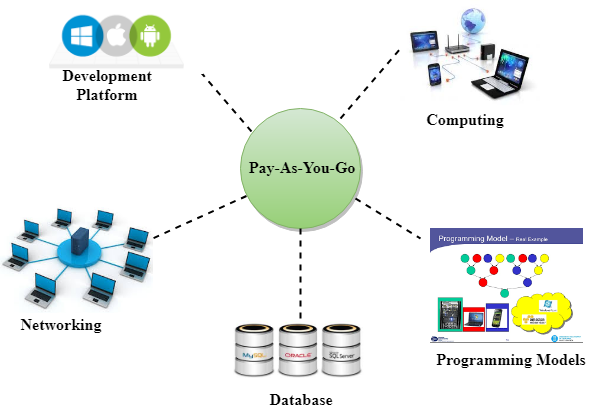 Development
Platform
Computing
Pay-As-You-Go
Programming Model — Real Example
Networking
MySQL
ORACLE
SQL Server
Programming Models
Database